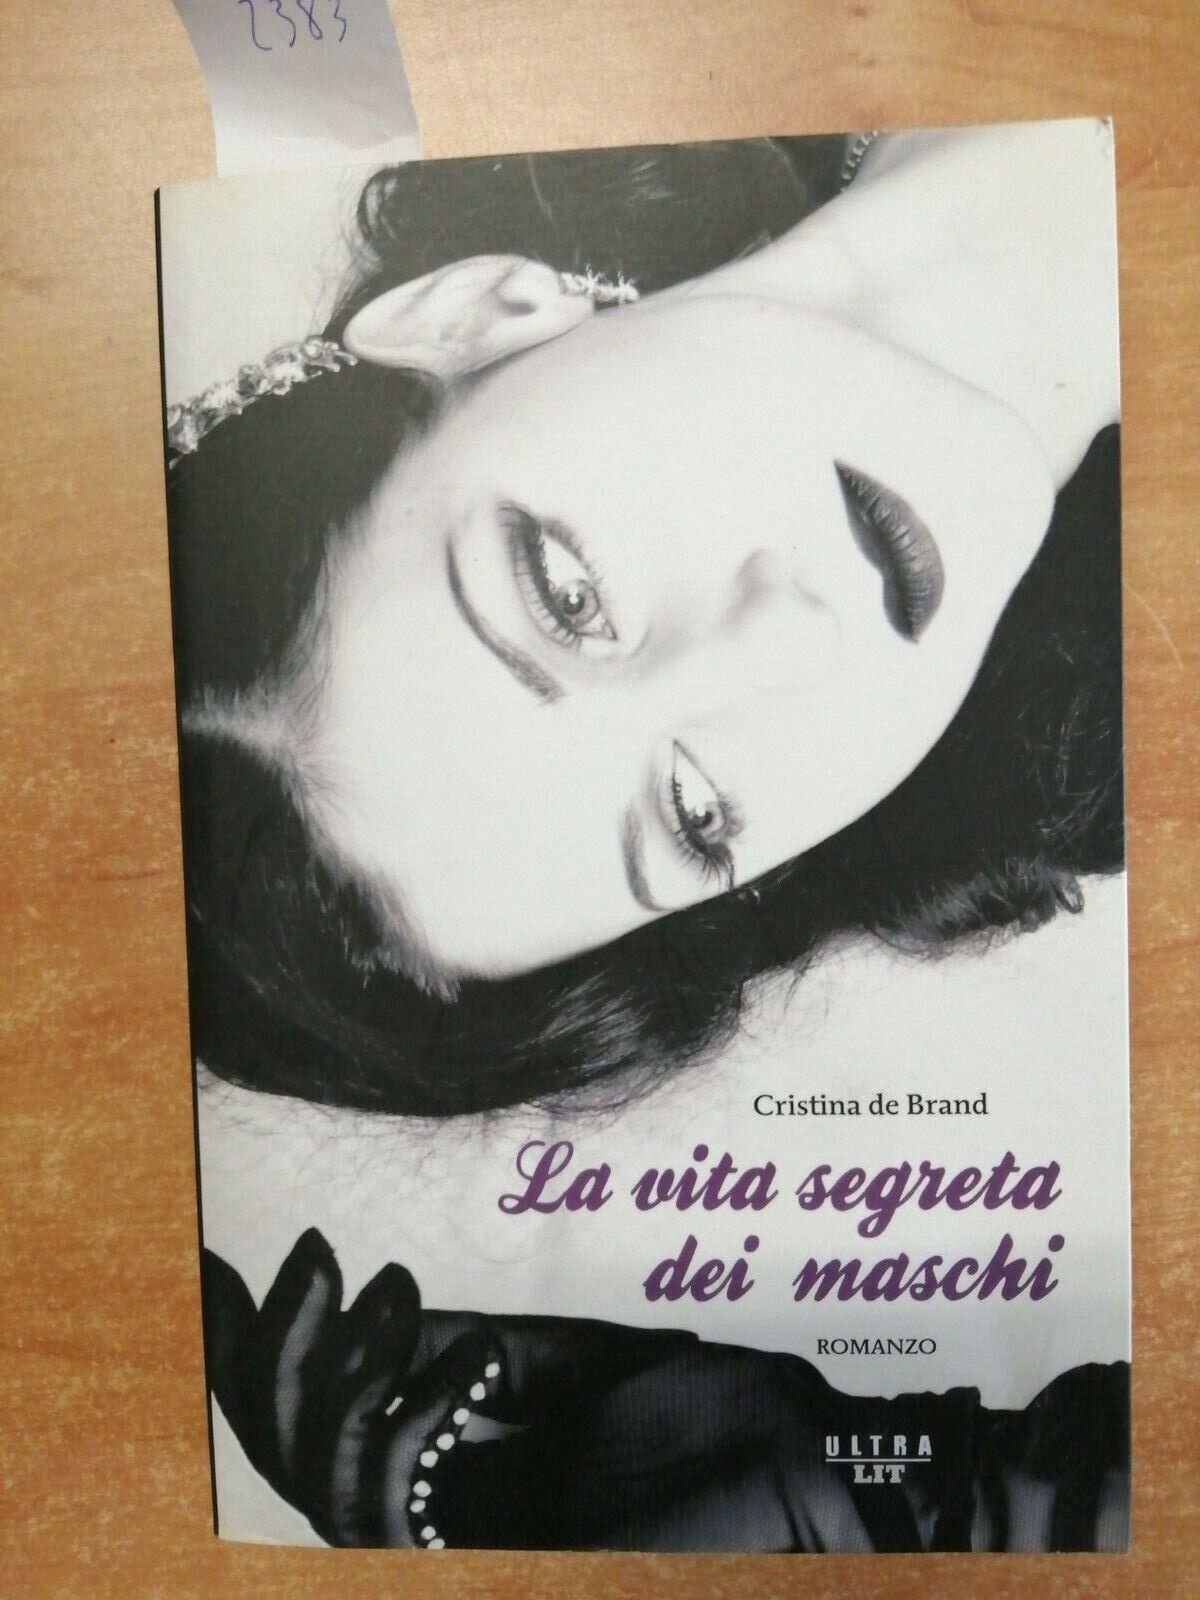 2383
Cristina de Brand
La vita segreta
dei maschi
ROMANZO
ULTRA
LIT